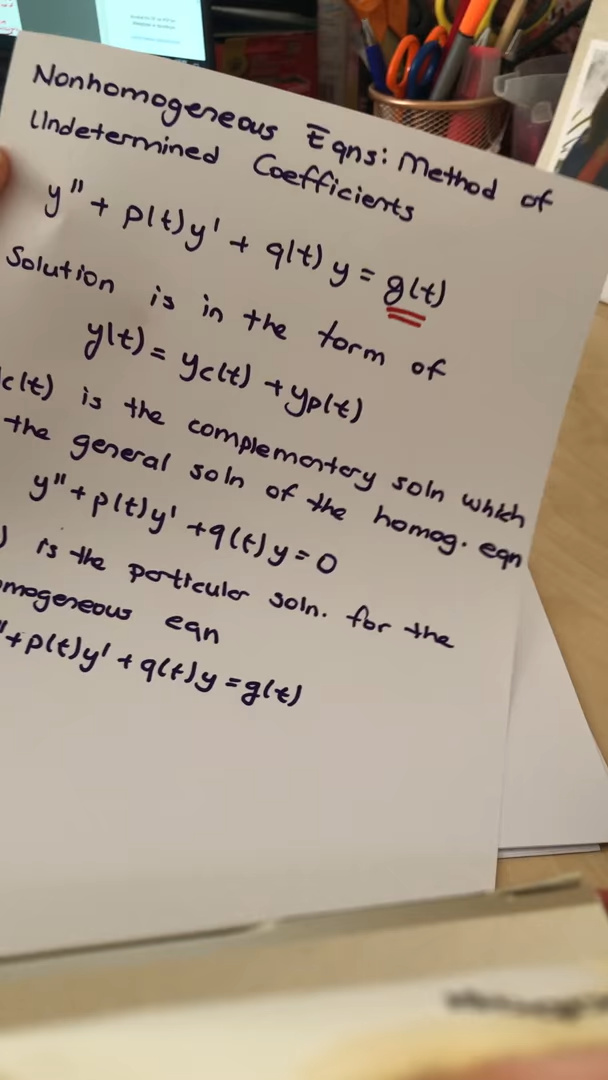 Nonhomogeneous Eqns: Method of
Undetermined Coefficients
y'' + p(t)y' + q(t)y = g(t)
Solution is in the form of
y(t) = yc(t) + yp(t)
c(t) is the complementary soln which
the general soln of the homog. eqn
y'' + p(t)y' + q(t)y = 0
) is the particular soln. for the
mogeneous eqn
'' + p(t)y' + q(t)y = g(t)